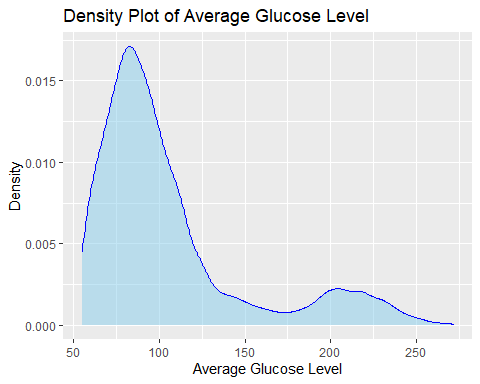 Density Plot of Average Glucose Level
0.015
0.010
0.005
0.000
Density
50 100 150 200 250
Average Glucose Level